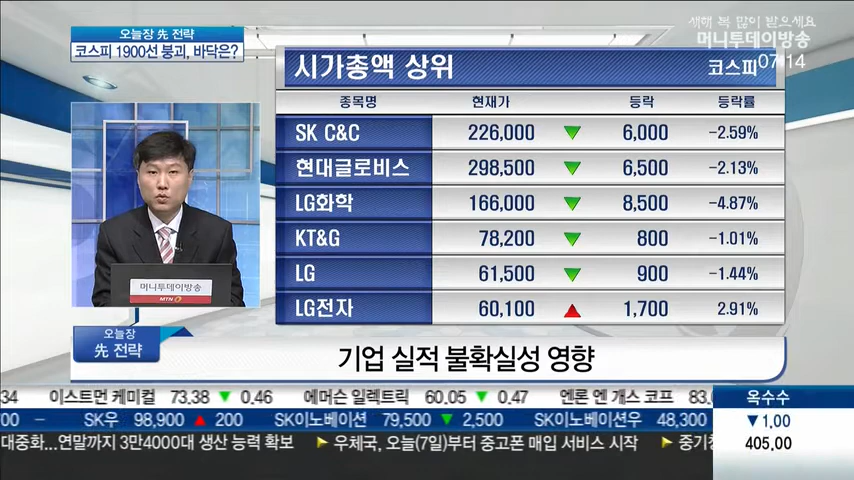 오늘장 先 전략
코스피 1900선 붕괴, 바닥은?
새해 복 많이 받으세요
머니투데이방송
07:14
시가총액 상위
코스피
종목명 현재가 등락 등락률
SK C&C 226,000 ▼ 6,000 -2.59%
현대글로비스 298,500 ▼ 6,500 -2.13%
LG화학 166,000 ▼ 8,500 -4.87%
KT&G 78,200 ▼ 800 -1.01%
LG 61,500 ▼ 900 -1.44%
LG전자 60,100 ▲ 1,700 2.91%
머니투데이방송
MTN
오늘장
先 전략
기업 실적 불확실성 영향
34 이스트먼 케미컬 73,38 ▼ 0,46 에머슨 일렉트릭 60.05 ▼ 0,47 엔론 엔 개스 코프 83,0
00 - SK우 98,900 ▲ 200 SK이노베이션 79,500 ▼ 2,500 SK이노베이션우 48,300
대중화...연말까지 3만4000대 생산 능력 확보 ▶ 우체국, 오늘(7일)부터 중고폰 매입 서비스 시작 ▶ 중기청
옥수수
▼1,00
405,00